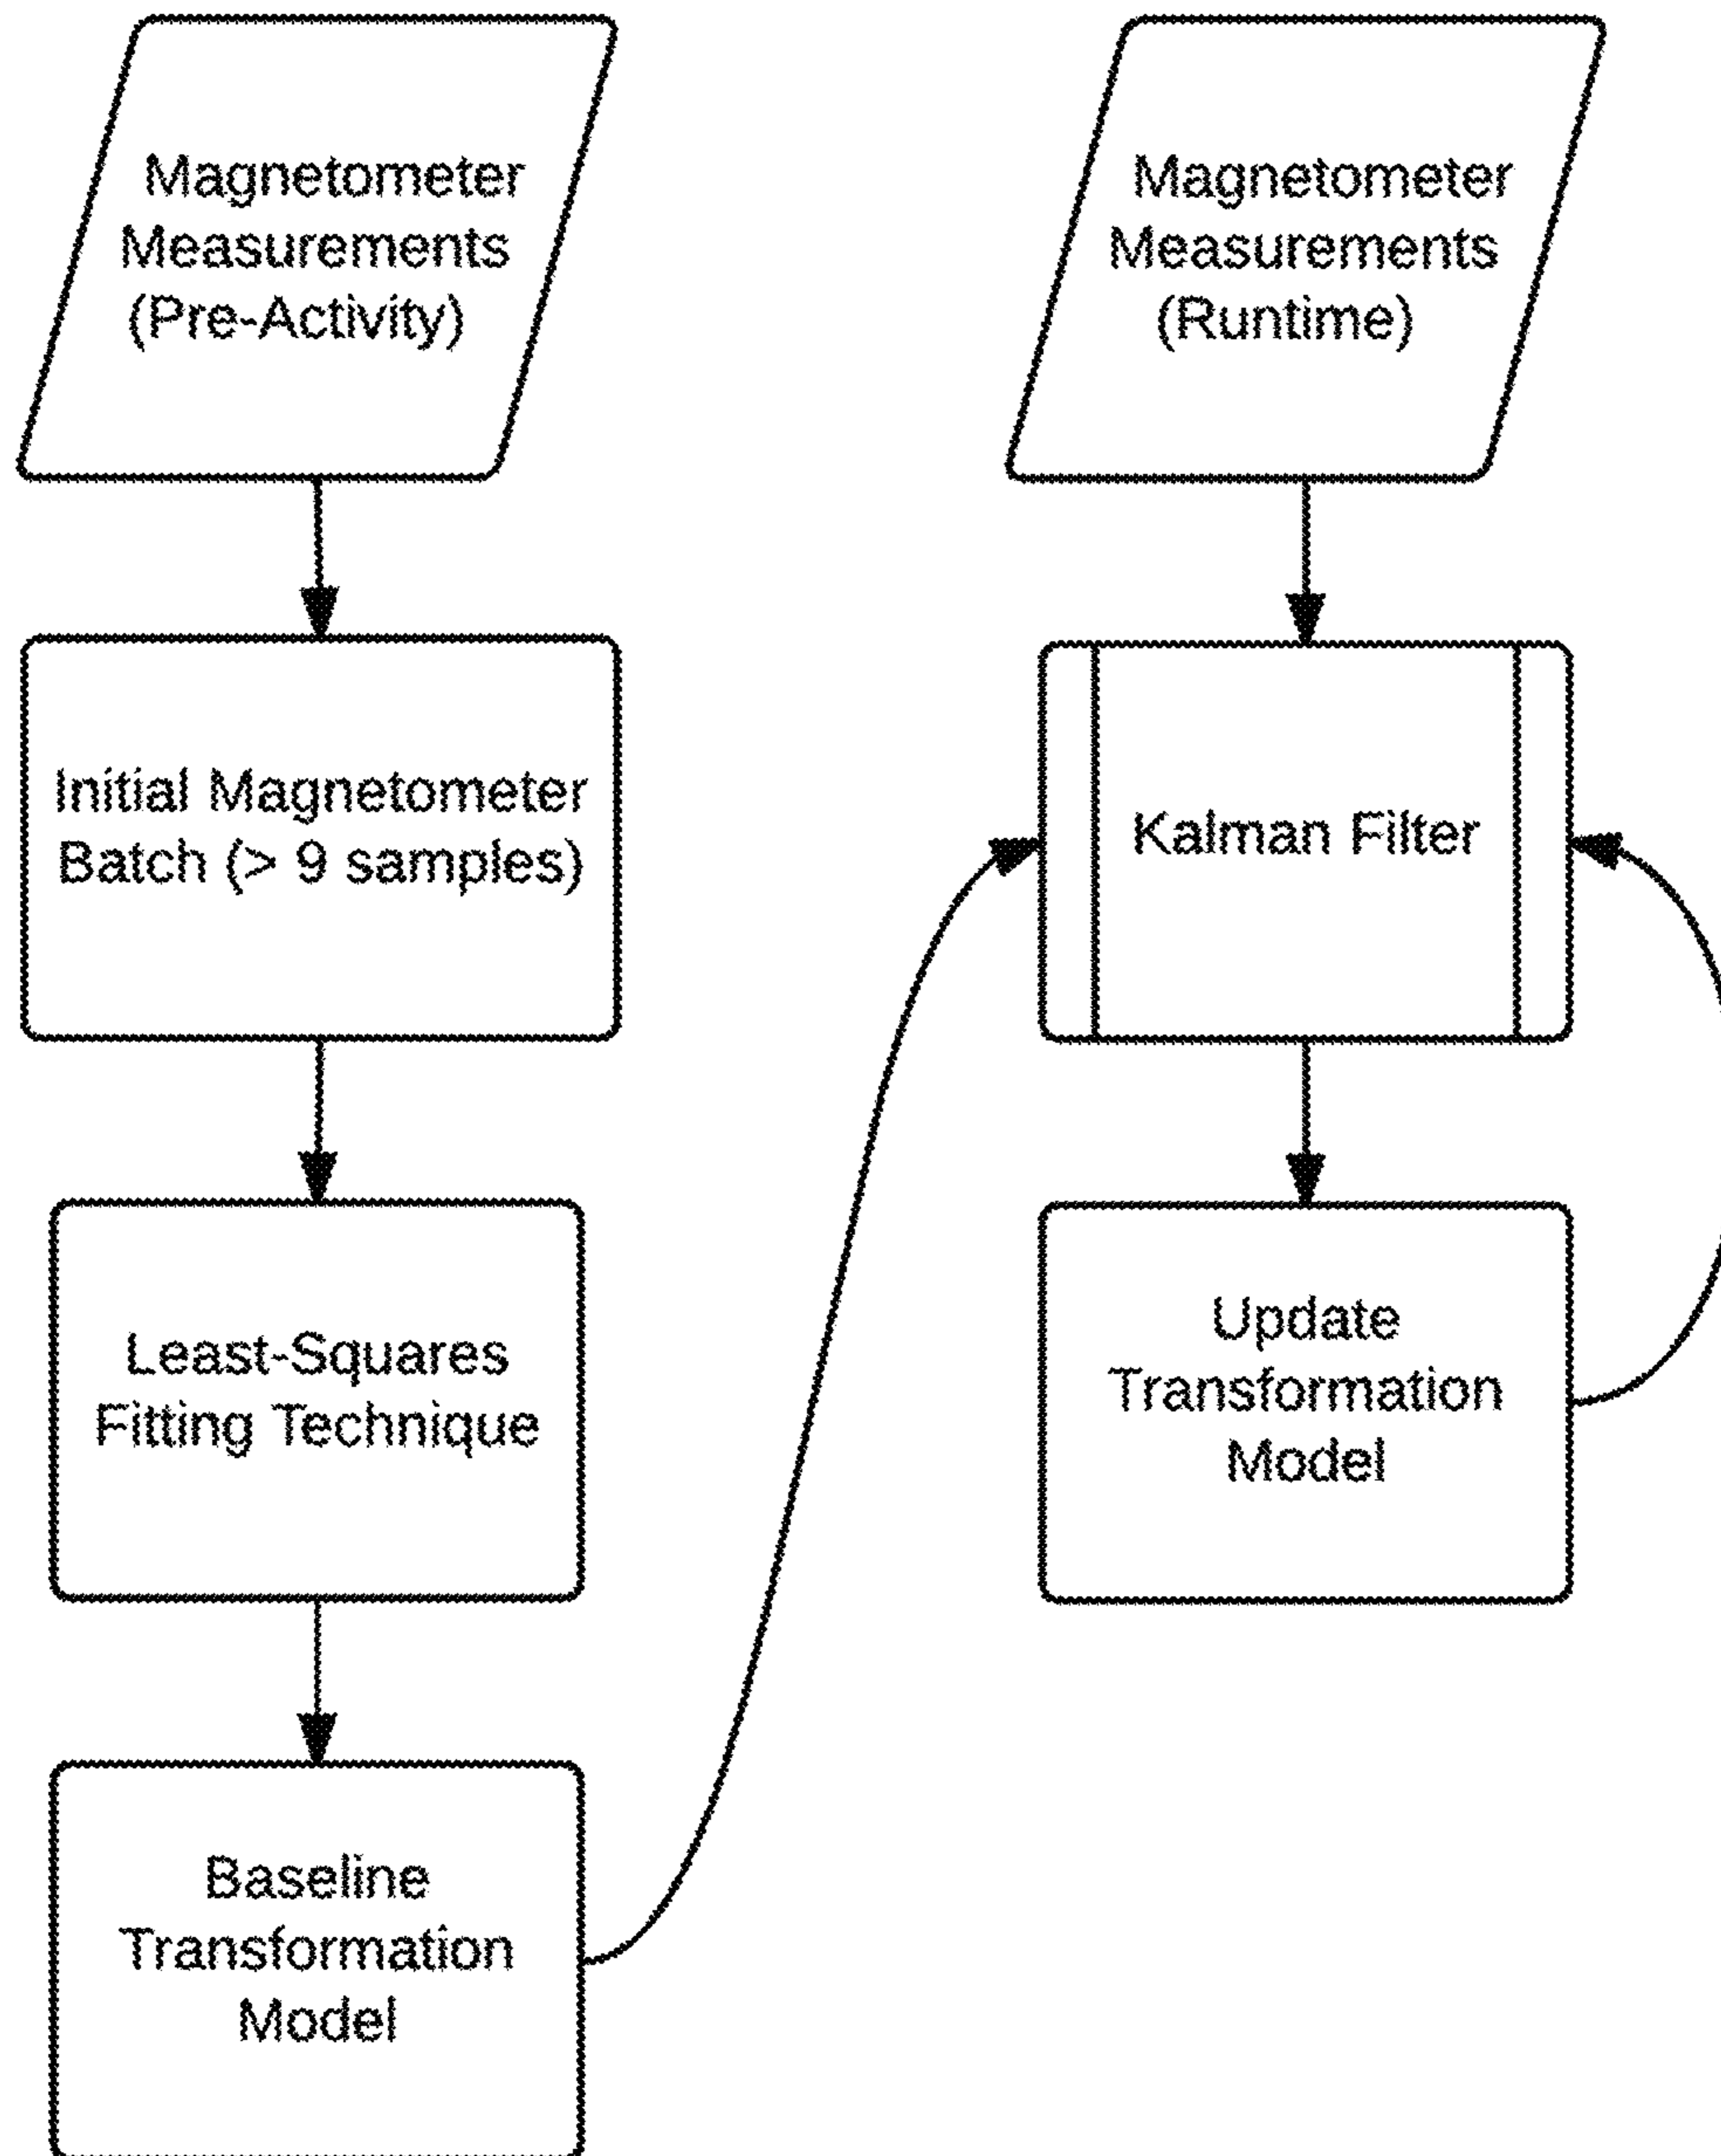 Magnetometer
Measurements
(Pre-Activity)
Initial Magnetometer
Batch (> 9 samples)
Least-Squares
Fitting Technique
Baseline
Transformation
Model
Magnetometer
Measurements
(Runtime)
Kalman Filter
Update
Transformation
Model